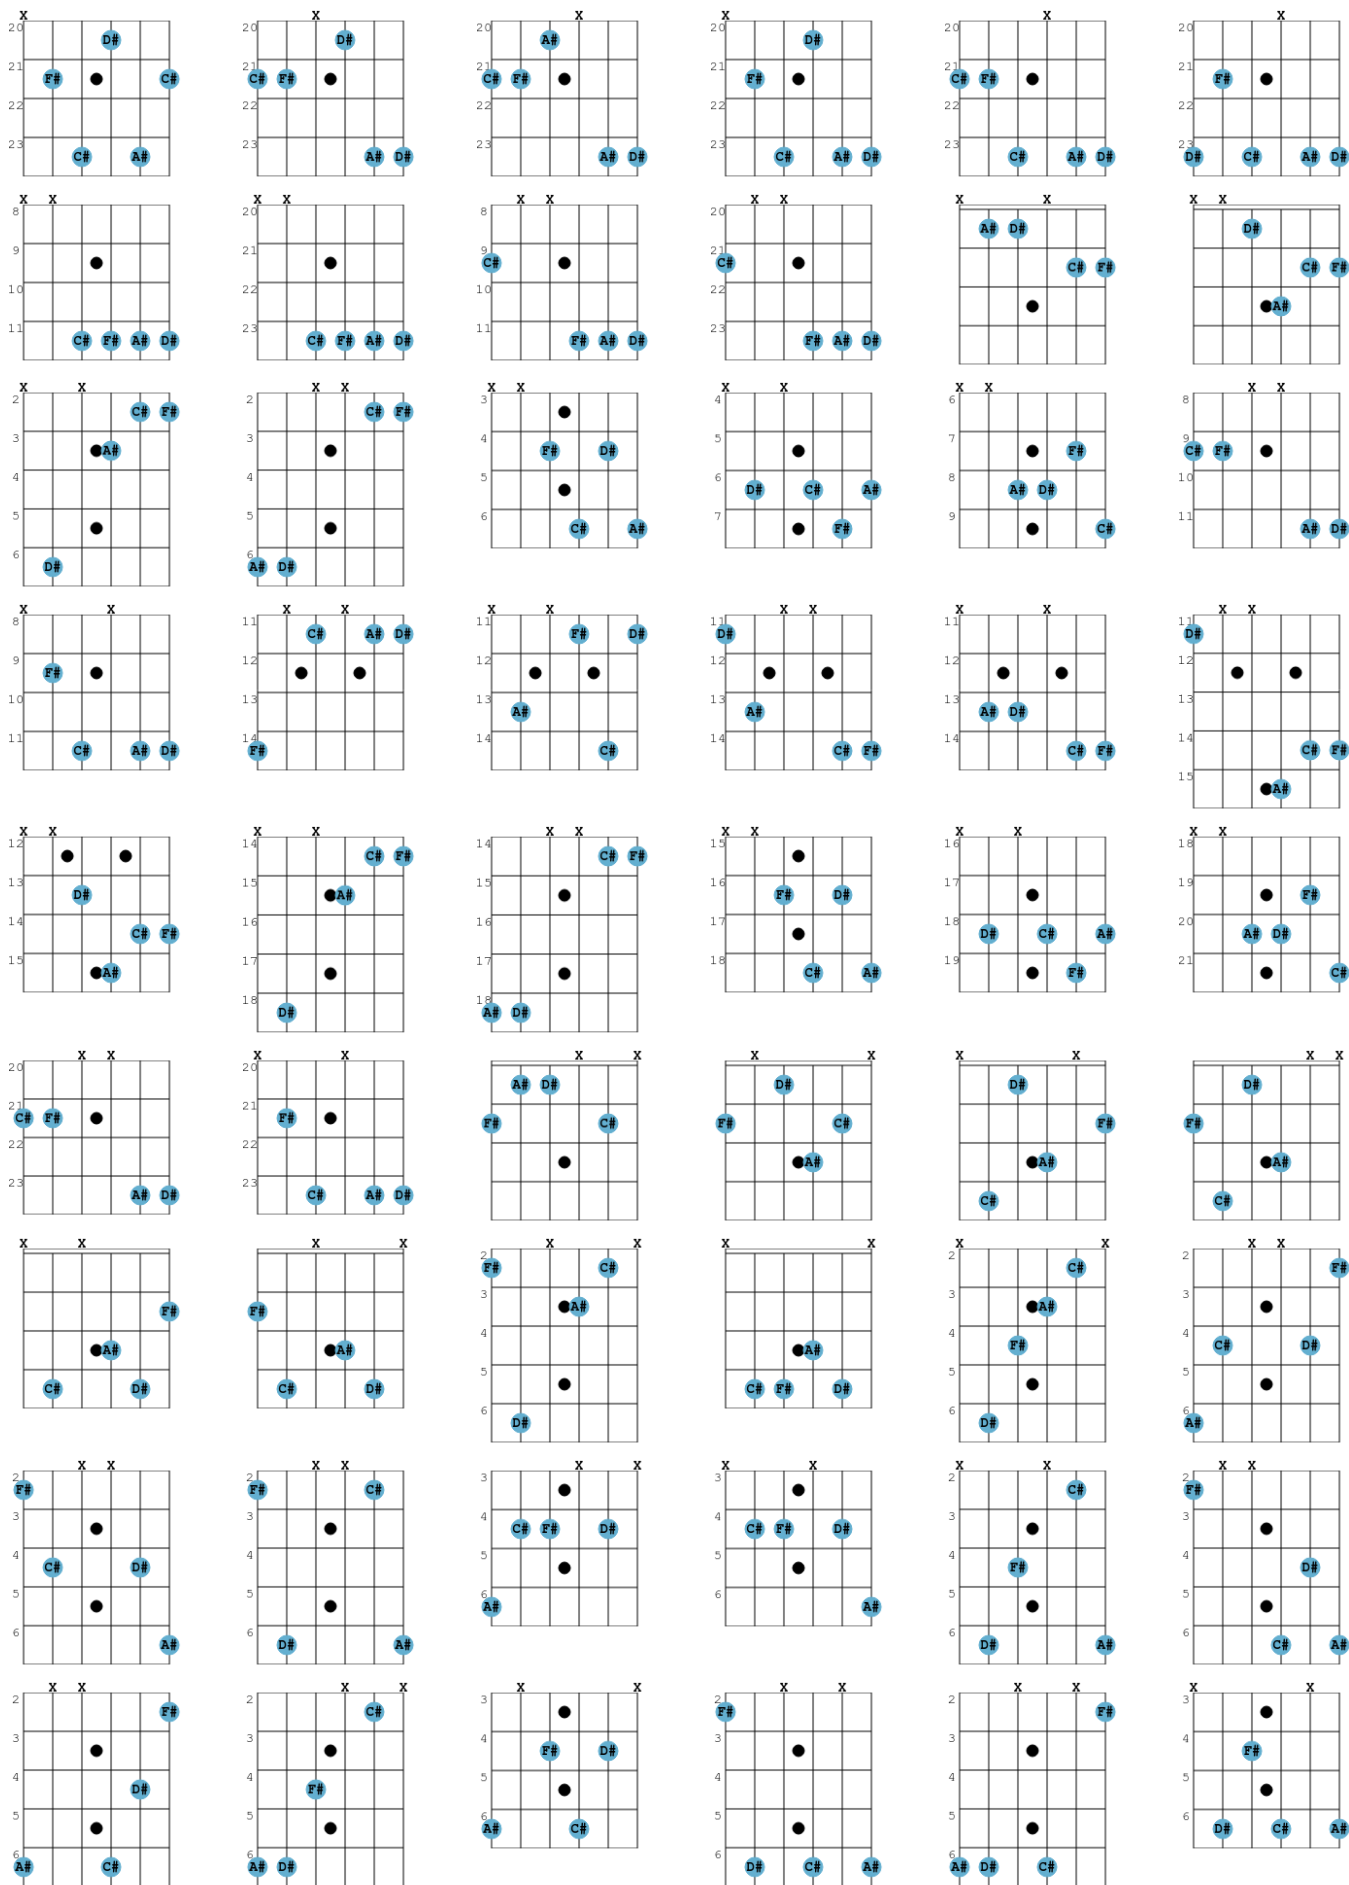 X X X X X X
20 D# 20 D# 20 A# 20 D# 20 20
21 F# C# 21 C# F# 21 C# F# 21 F# 21 C# F# 21 F#
22 22 22 22 22 22
23 C# A# 23 A# D# 23 A# D# 23 C# A# D# 23 C# A# D# 23 D# C# A# D#
X X X X X X X X X X X X
8 20 8 20 A# D# D#
9 21 9 C# 21 C# C# F# C# F#
10 22 10 22 A#
11 C# F# A# D# 23 C# F# A# D# 11 F# A# D# 23 F# A# D#
X X X X X X X X X X X X
2 C# F# 2 C# F# 3 4 6 8
3 A# 3 4 F# D# 5 7 F# 9 C# F#
4 4 5 6 D# C# A# 8 A# D# 10
5 5 6 C# A# 7 F# 9 C# 11 A# D#
6 D# 6 A# D#
X X X X X X X X X X X X
8 11 C# A# D# 11 F# D# 11 D# 11 11 D#
9 F# 12 12 12 12 12
10 13 13 A# 13 A# 13 A# D# 13
11 C# A# D# 14 F# 14 C# 14 C# F# 14 C# F# 14 C# F#
15 A#
X X X X X X X X X X X X
12 14 C# F# 14 C# F# 15 16 18
13 D# 15 A# 15 16 F# D# 17 19 F#
14 C# F# 16 16 17 18 D# C# A# 20 A# D#
15 A# 17 17 18 C# A# 19 F# 21 C#
18 D# 18 A# D#
X X X X X X X X X X X X
20 20 A# D# D# D# D#
21 C# F# 21 F# F# C# F# C# F# F#
22 22 A# A# A#
23 A# D# 23 C# A# D# C# C#
X X X X X X X X X X X X
2 F# C# 2 C# 2 F#
F# F# 3 A# 3 A# 3
A# A# 4 A# 4 F# 4 C# D#
C# D# C# D# 5 C# F# D# 5 5
6 D# 6 D# 6 A#
X X X X X X X X X X X X
2 F# 2 F# C# 3 3 2 C# 2 F#
3 3 4 C# F# D# 4 C# F# D# 3 3
4 C# D# 4 5 5 4 F# 4 D#
5 5 6 A# 6 A# 5 5
6 A# 6 D# A# 6 D# A# 6 C# A#
X X X X X X X X X X X X
2 F# 2 C# 3 2 F# 2 F# 3
3 3 4 F# D# 3 3 4 F#
4 D# 4 F# 5 4 4 5
5 5 6 A# C# 5 5 6 D# C# A#
6 A# C# 6 A# D# 6 D# C# A# 6 A# D# C#